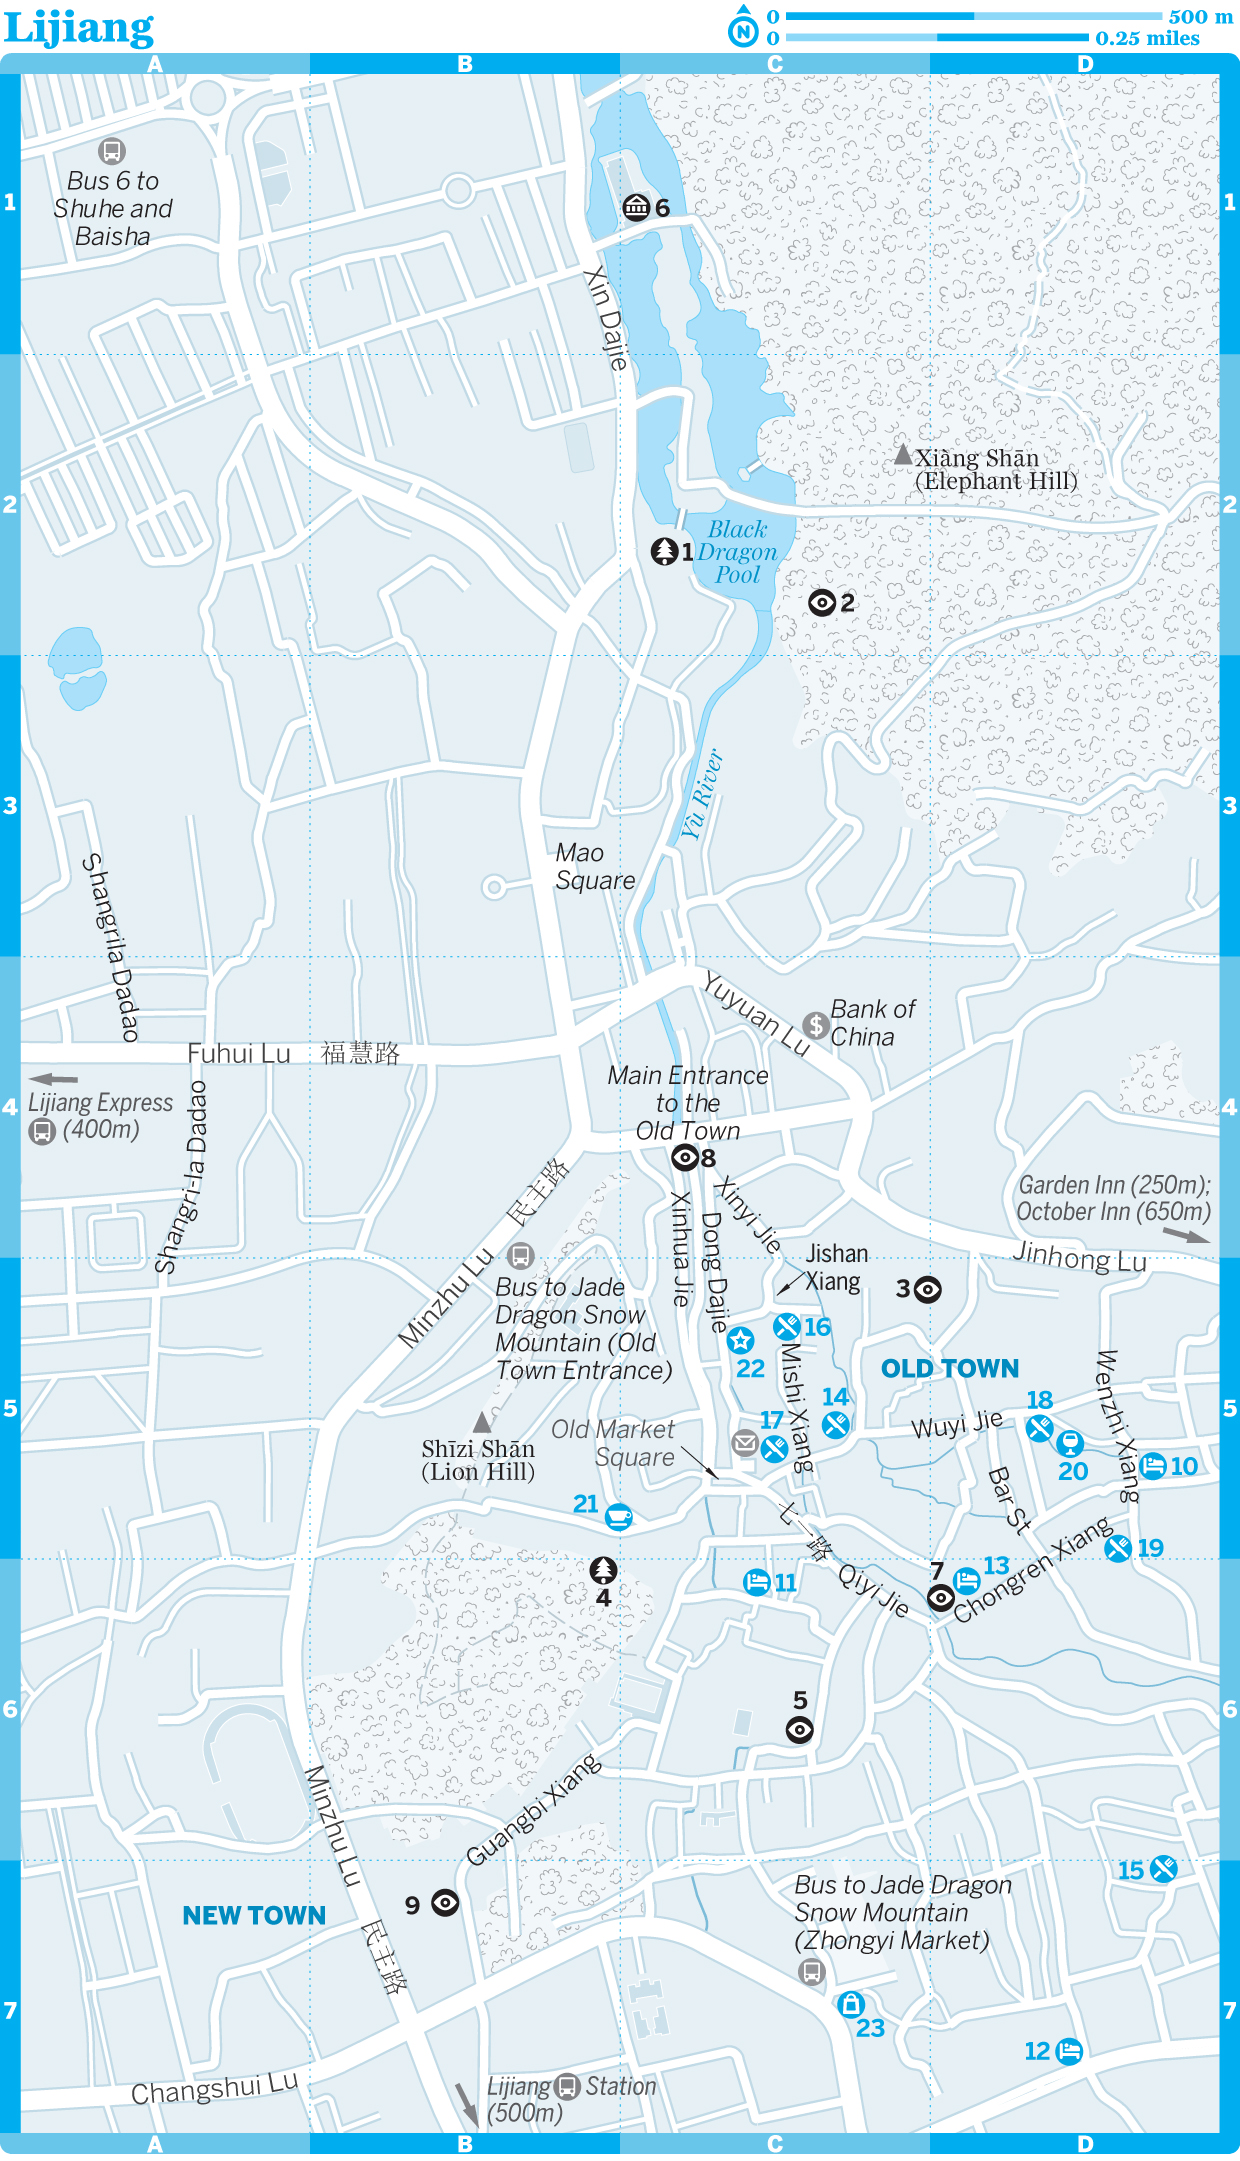 Lijiang
N
0
500 m
0
0.25 miles
A
B
C
D
1
1
Bus 6 to
Shuhe and
Baisha
6
Xin Dajie
Xiàng Shān
(Elephant Hill)
2
2
Black
Dragon
Pool
1
2
3
3
Yù River
Mao
Square
Shangrila Dadao
Yuyuan Lu
Bank of
China
Fuhui Lu 福慧路
Main Entrance
to the
Old Town
Lijiang Express
(400m)
4
4
Shangri-la Dadao
8
民主路
Minzhu Lu
Xinyi Jie
Xinhua Jie
Dong Dajie
Garden Inn (250m);
October Inn (650m)
Jinhong Lu
Jishan
Xiang
3
Bus to Jade
Dragon Snow
Mountain (Old
Town Entrance)
16
22
Mishi Xiang
OLD TOWN
Wenzhi Xiang
5
5
14
18
17
Wuyi Jie
Old Market
Square
Shīzi Shān
(Lion Hill)
20
10
Bar St
21
七一路
Qiyi Jie
19
Chongren Xiang
7
13
11
4
5
6
6
Guangbi Xiang
Minzhu Lu
民主路
15
9
NEW TOWN
Bus to Jade Dragon
Snow Mountain
(Zhongyi Market)
7
7
23
12
Changshui Lu
Lijiang Station
(500m)
A
B
C
D